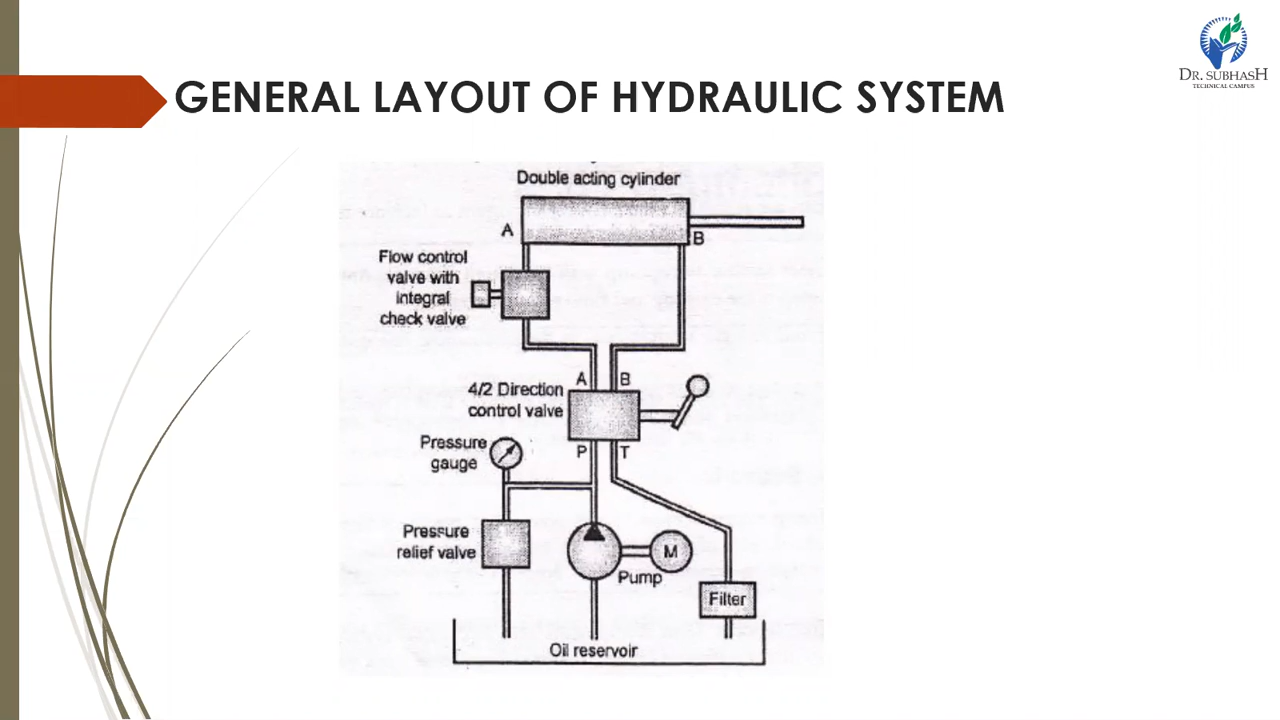 DR. SUBHASH
TECHNICAL CAMPUS
GENERAL LAYOUT OF HYDRAULIC SYSTEM
Double acting cylinder
A
B
Flow control
valve with
integral
check valve
A
B
4/2 Direction
control valve
P
T
Pressure
gauge
Pressure
relief valve
M
Pump
Filter
Oil reservoir